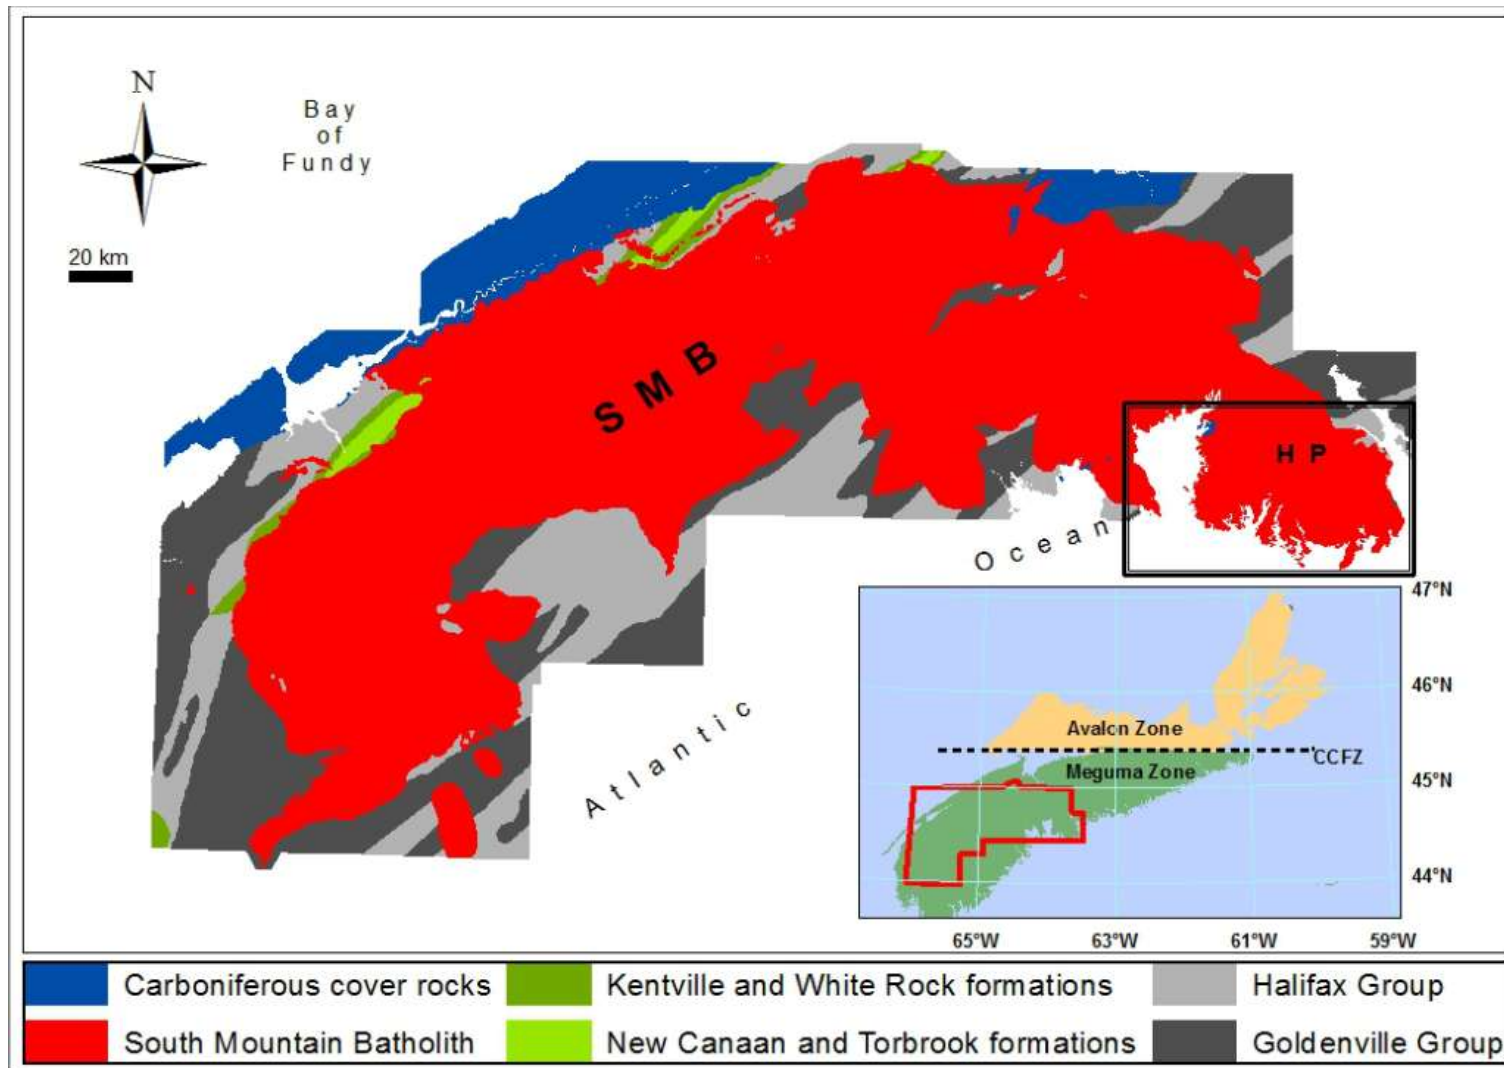 N
Bay
of
Fundy
20 km
SMB
HP
Ocean
Atlantic
47°N
46°N
Avalon Zone
CCFZ
Meguma Zone
45°N
44°N
65°W 63°W 61°W 59°W
Carboniferous cover rocks Kentville and White Rock formations Halifax Group
South Mountain Batholith New Canaan and Torbrook formations Goldenville Group